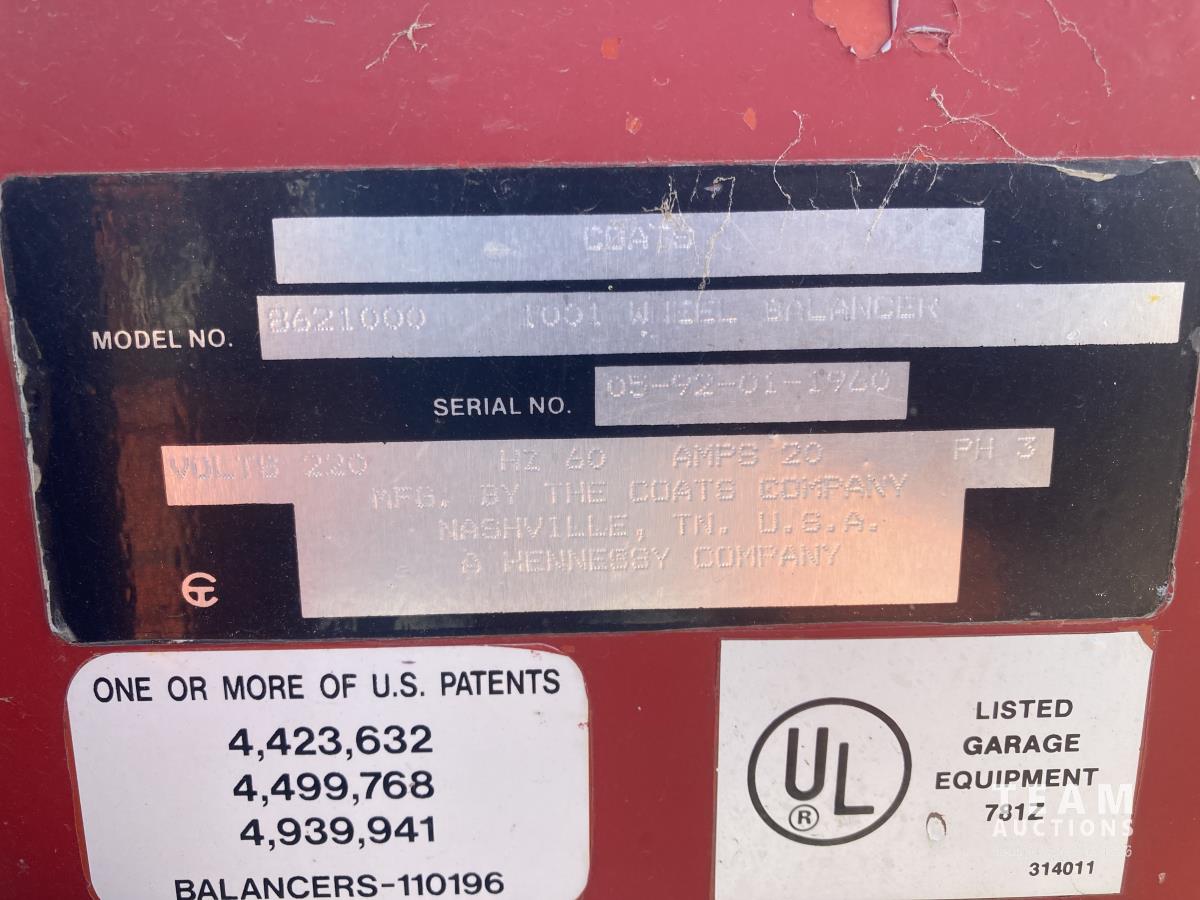 COATS
MODEL NO. 8621000 1001 WHEEL BALANCER
SERIAL NO. 05-92-01-1960
VOLTS 220 HZ 60 AMPS 20 PH 3
MFG. BY THE COATS COMPANY
NASHVILLE, TN. U.S.A.
A HENNESSY COMPANY
ONE OR MORE OF U.S. PATENTS
4,423,632
4,499,768
4,939,941
BALANCERS-110196
UL
®
LISTED
GARAGE
EQUIPMENT
781Z
314011
TEAM
AUCTIONS